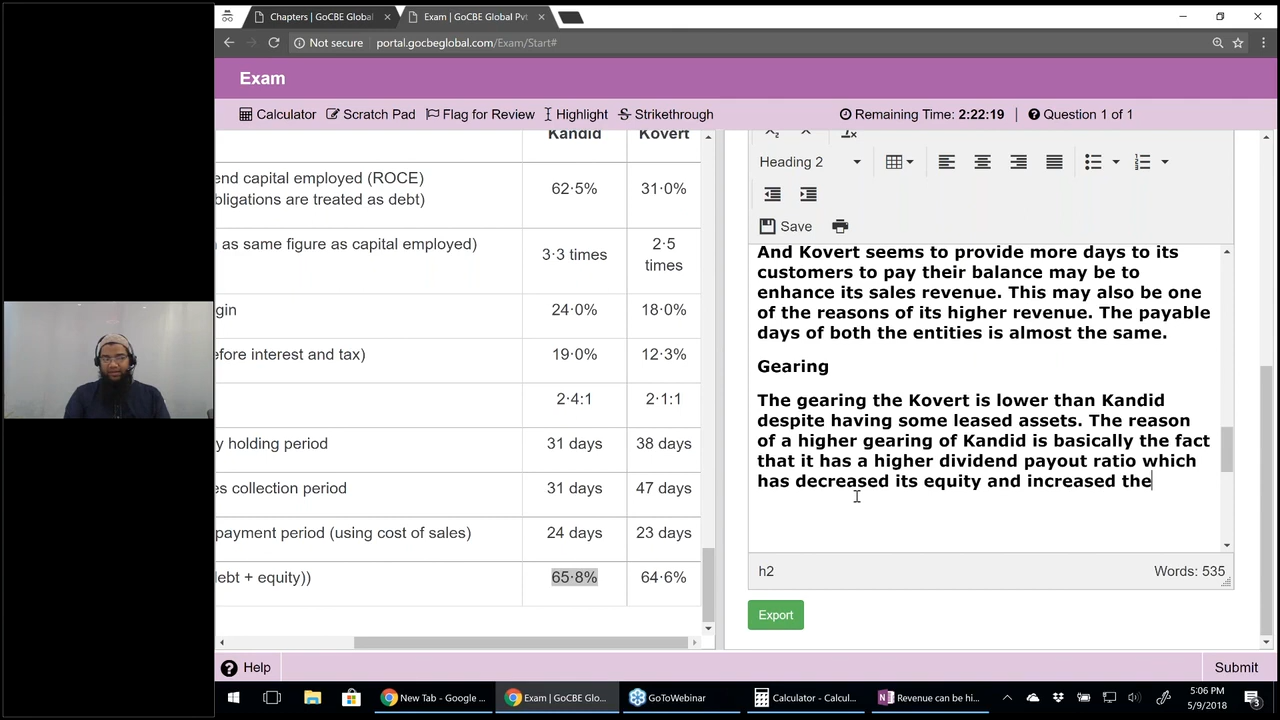 Chapters | GoCBE Global
Exam | GoCBE Global Pvt
Not secure
portal.gocbeglobal.com/Exam/Start#
Exam
Calculator
Scratch Pad
Flag for Review
Highlight
Strikethrough
Remaining Time: 2:22:19
Question 1 of 1
Kandid
Kovert
end capital employed (ROCE)
bligations are treated as debt)
62·5%
31·0%
as same figure as capital employed)
3·3 times
2·5
times
gin
24·0%
18·0%
efore interest and tax)
19·0%
12·3%
2·4:1
2·1:1
y holding period
31 days
38 days
es collection period
31 days
47 days
payment period (using cost of sales)
24 days
23 days
ebt + equity))
65·8%
64·6%
Heading 2
Save
And Kovert seems to provide more days to its
customers to pay their balance may be to
enhance its sales revenue. This may also be one
of the reasons of its higher revenue. The payable
days of both the entities is almost the same.
Gearing
The gearing the Kovert is lower than Kandid
despite having some leased assets. The reason
of a higher gearing of Kandid is basically the fact
that it has a higher dividend payout ratio which
has decreased its equity and increased the
h2
Words: 535
Export
Help
Submit
New Tab - Google ...
Exam | GoCBE Glo...
GoToWebinar
Calculator - Calcul...
Revenue can be hi...
5:06 PM
5/9/2018
3